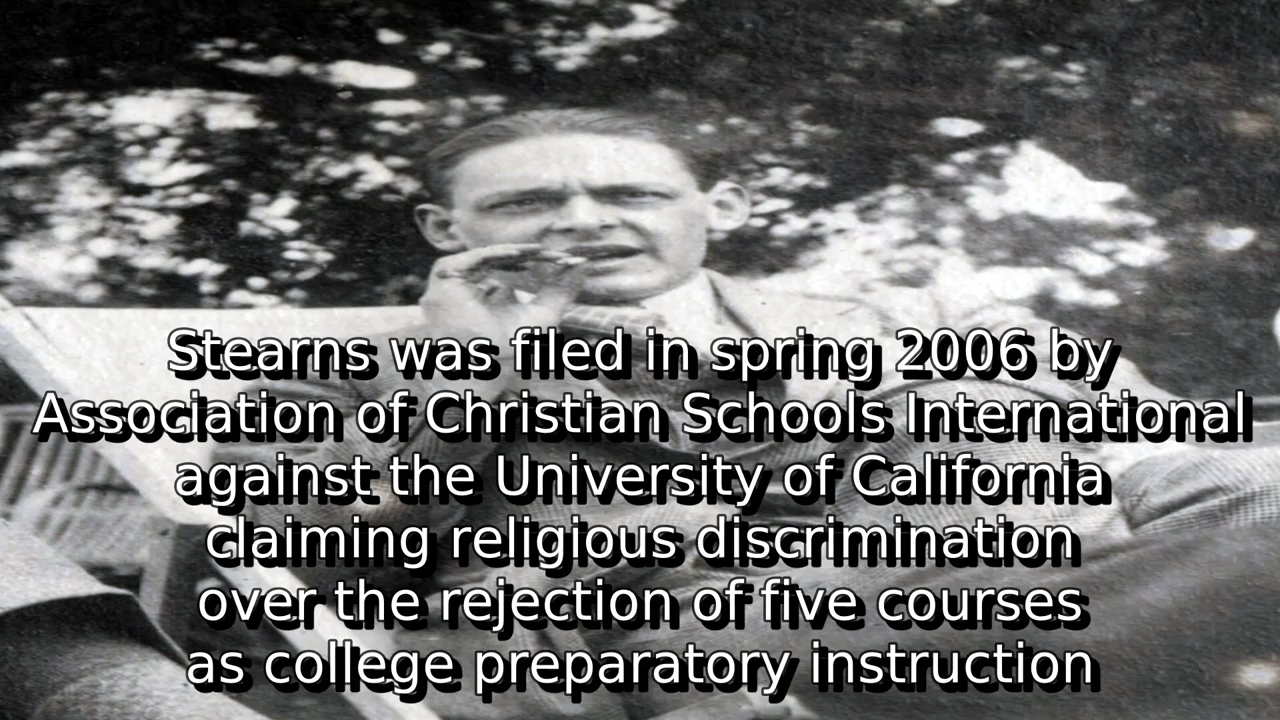 Stearns was filed in spring 2006 by
Association of Christian Schools International
against the University of California
claiming religious discrimination
over the rejection of five courses
as college preparatory instruction